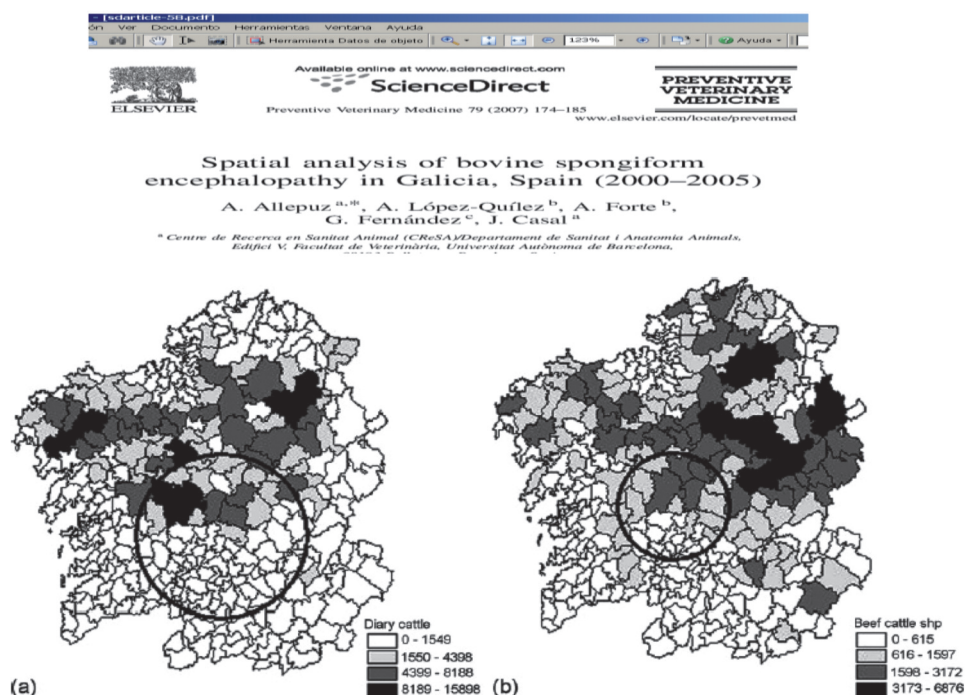 - [sdarticle-58.pdf]
ón Ver Documento Herramientas Ventana Ayuda
Herramienta Datos de objeto 123% Ayuda
Available online at www.sciencedirect.com
ScienceDirect
ELSEVIER
Preventive Veterinary Medicine 79 (2007) 174–185
PREVENTIVE
VETERINARY
MEDICINE
www.elsevier.com/locate/prevetmed
Spatial analysis of bovine spongiform
encephalopathy in Galicia, Spain (2000–2005)
A. Allepuz a,*, A. López-Quílez b, A. Forte b,
G. Fernández c, J. Casal a
a Centre de Recerca en Sanitat Animal (CReSA)/Departament de Sanitat i Anatomia Animals,
Edifici V, Facultat de Veterinària, Universitat Autònoma de Barcelona,
Diary cattle
0 - 1549
1550 - 4398
4399 - 8188
8189 - 15898
(a)
Beef cattle shp
0 - 615
616 - 1597
1598 - 3172
3173 - 6876
(b)